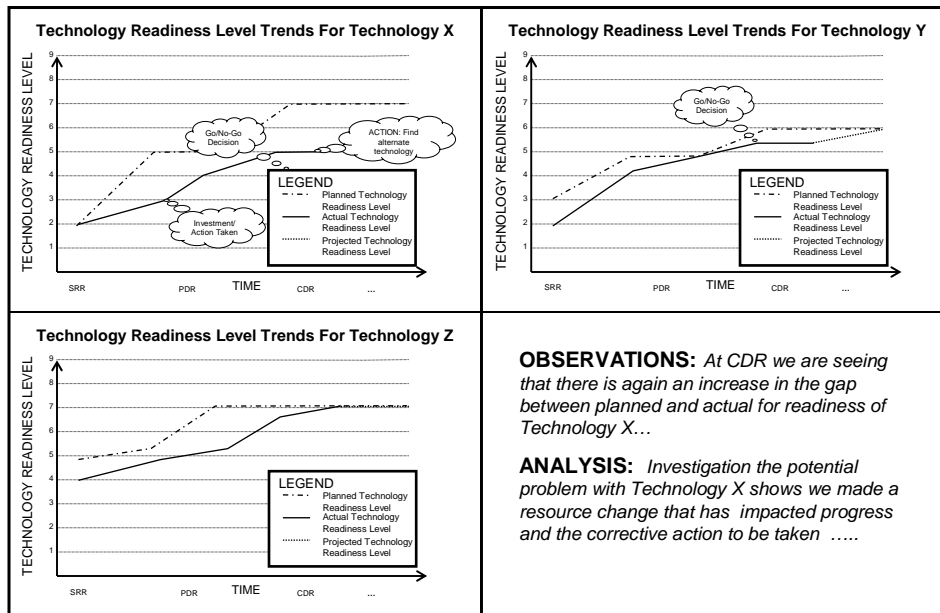 Technology Readiness Level Trends For Technology X
TECHNOLOGY READINESS LEVEL
9
8
7
6
5
4
3
2
1
Go/No-Go
Decision
ACTION: Find
alternate
technology
Investment/
Action Taken
LEGEND
Planned Technology
Readiness Level
Actual Technology
Readiness Level
Projected Technology
Readiness Level
SRR
PDR
TIME
CDR
...
Technology Readiness Level Trends For Technology Y
TECHNOLOGY READINESS LEVEL
9
8
7
6
5
4
3
2
1
Go/No-Go
Decision
LEGEND
Planned Technology
Readiness Level
Actual Technology
Readiness Level
Projected Technology
Readiness Level
SRR
PDR
TIME
CDR
...
Technology Readiness Level Trends For Technology Z
TECHNOLOGY READINESS LEVEL
9
8
7
6
5
4
3
2
1
LEGEND
Planned Technology
Readiness Level
Actual Technology
Readiness Level
Projected Technology
Readiness Level
SRR
PDR
TIME
CDR
...
OBSERVATIONS: At CDR we are seeing
that there is again an increase in the gap
between planned and actual for readiness of
Technology X…
ANALYSIS: Investigation the potential
problem with Technology X shows we made a
resource change that has impacted progress
and the corrective action to be taken …..